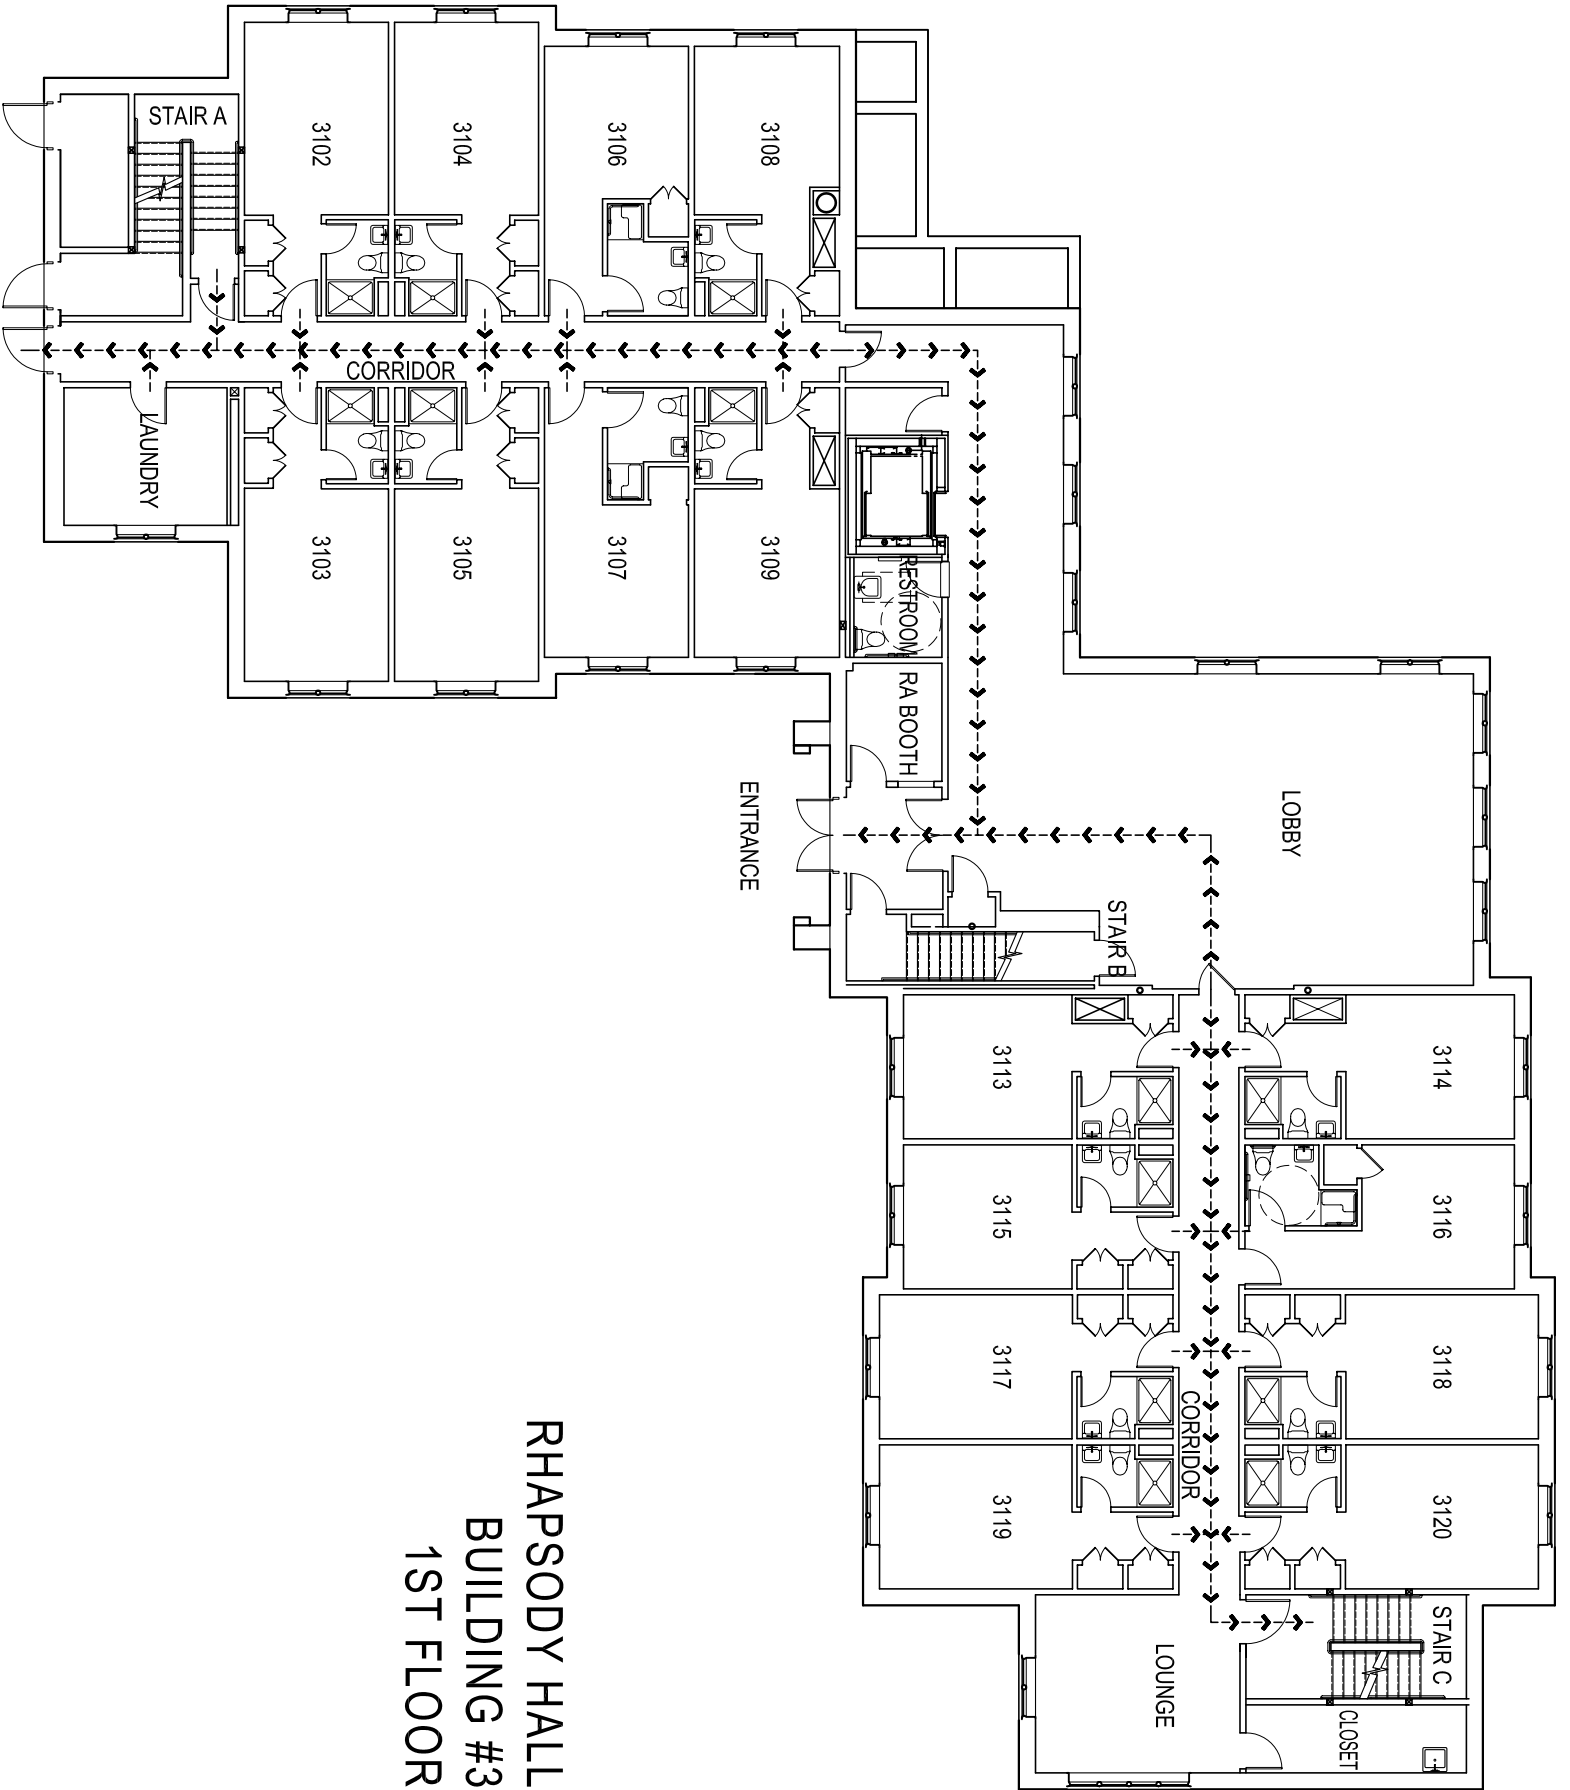 STAIR A
3102
3104
3106
3108
CORRIDOR
LAUNDRY
3103
3105
3107
3109
RESTROOM
RA BOOTH
ENTRANCE
LOBBY
STAIR B
3113
3114
3115
3116
3117
3118
CORRIDOR
3119
3120
STAIR C
LOUNGE
CLOSET
RHAPSODY HALL
BUILDING #3
1ST FLOOR